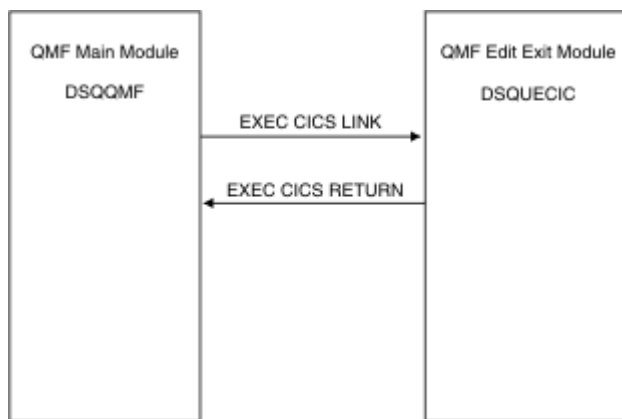 QMF Main Module
DSQQMF
QMF Edit Exit Module
DSQUECIC
EXEC CICS LINK
EXEC CICS RETURN